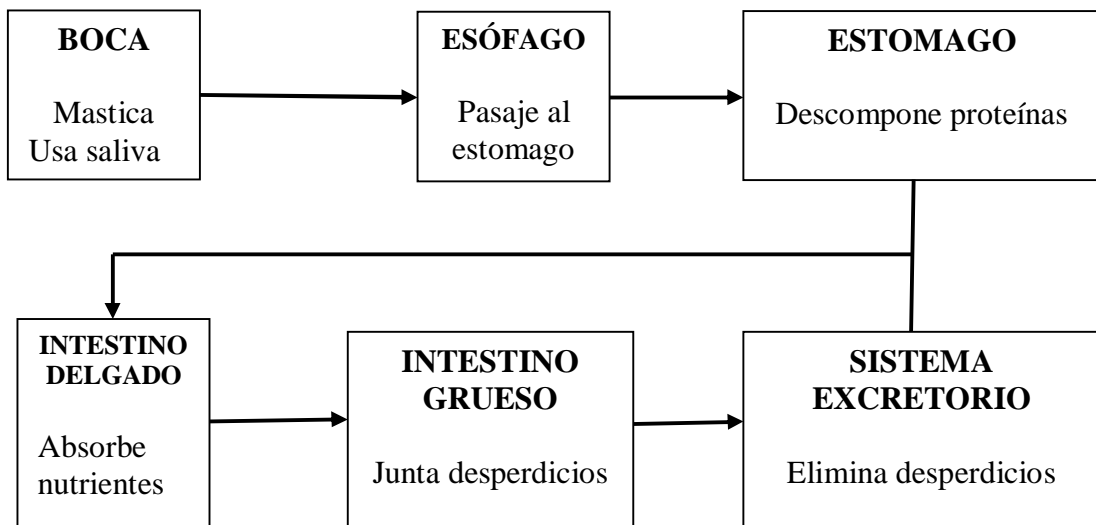 BOCA
Mastica
Usa saliva
ESÓFAGO
Pasaje al
estomago
ESTOMAGO
Descompone proteínas
INTESTINO
DELGADO
Absorbe
nutrientes
INTESTINO
GRUESO
Junta desperdicios
SISTEMA
EXCRETORIO
Elimina desperdicios